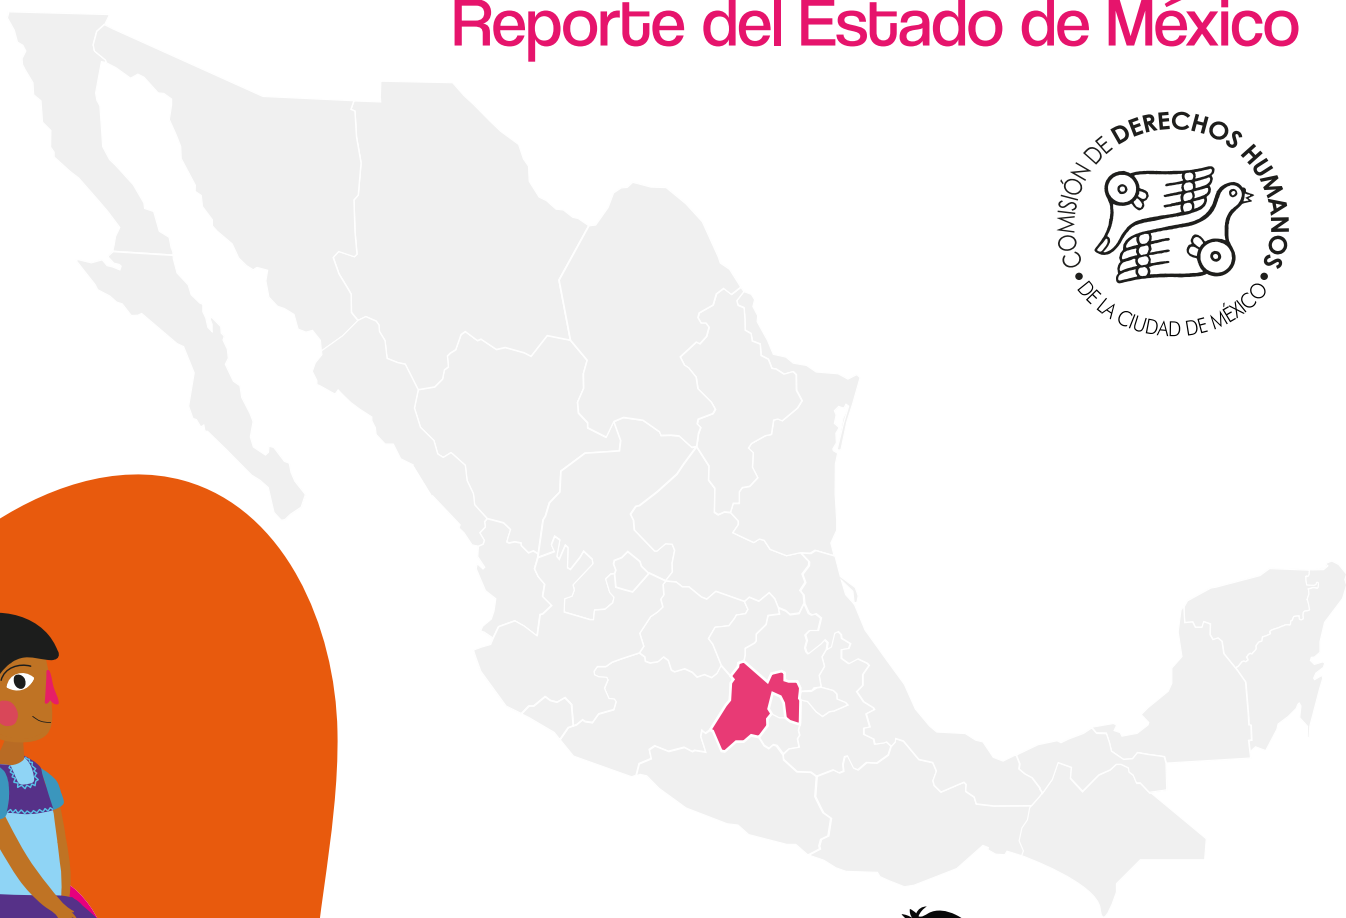 Reporte del Estado de México
• COMISIÓN DE DERECHOS HUMANOS •
DE LA CIUDAD DE MÉXICO